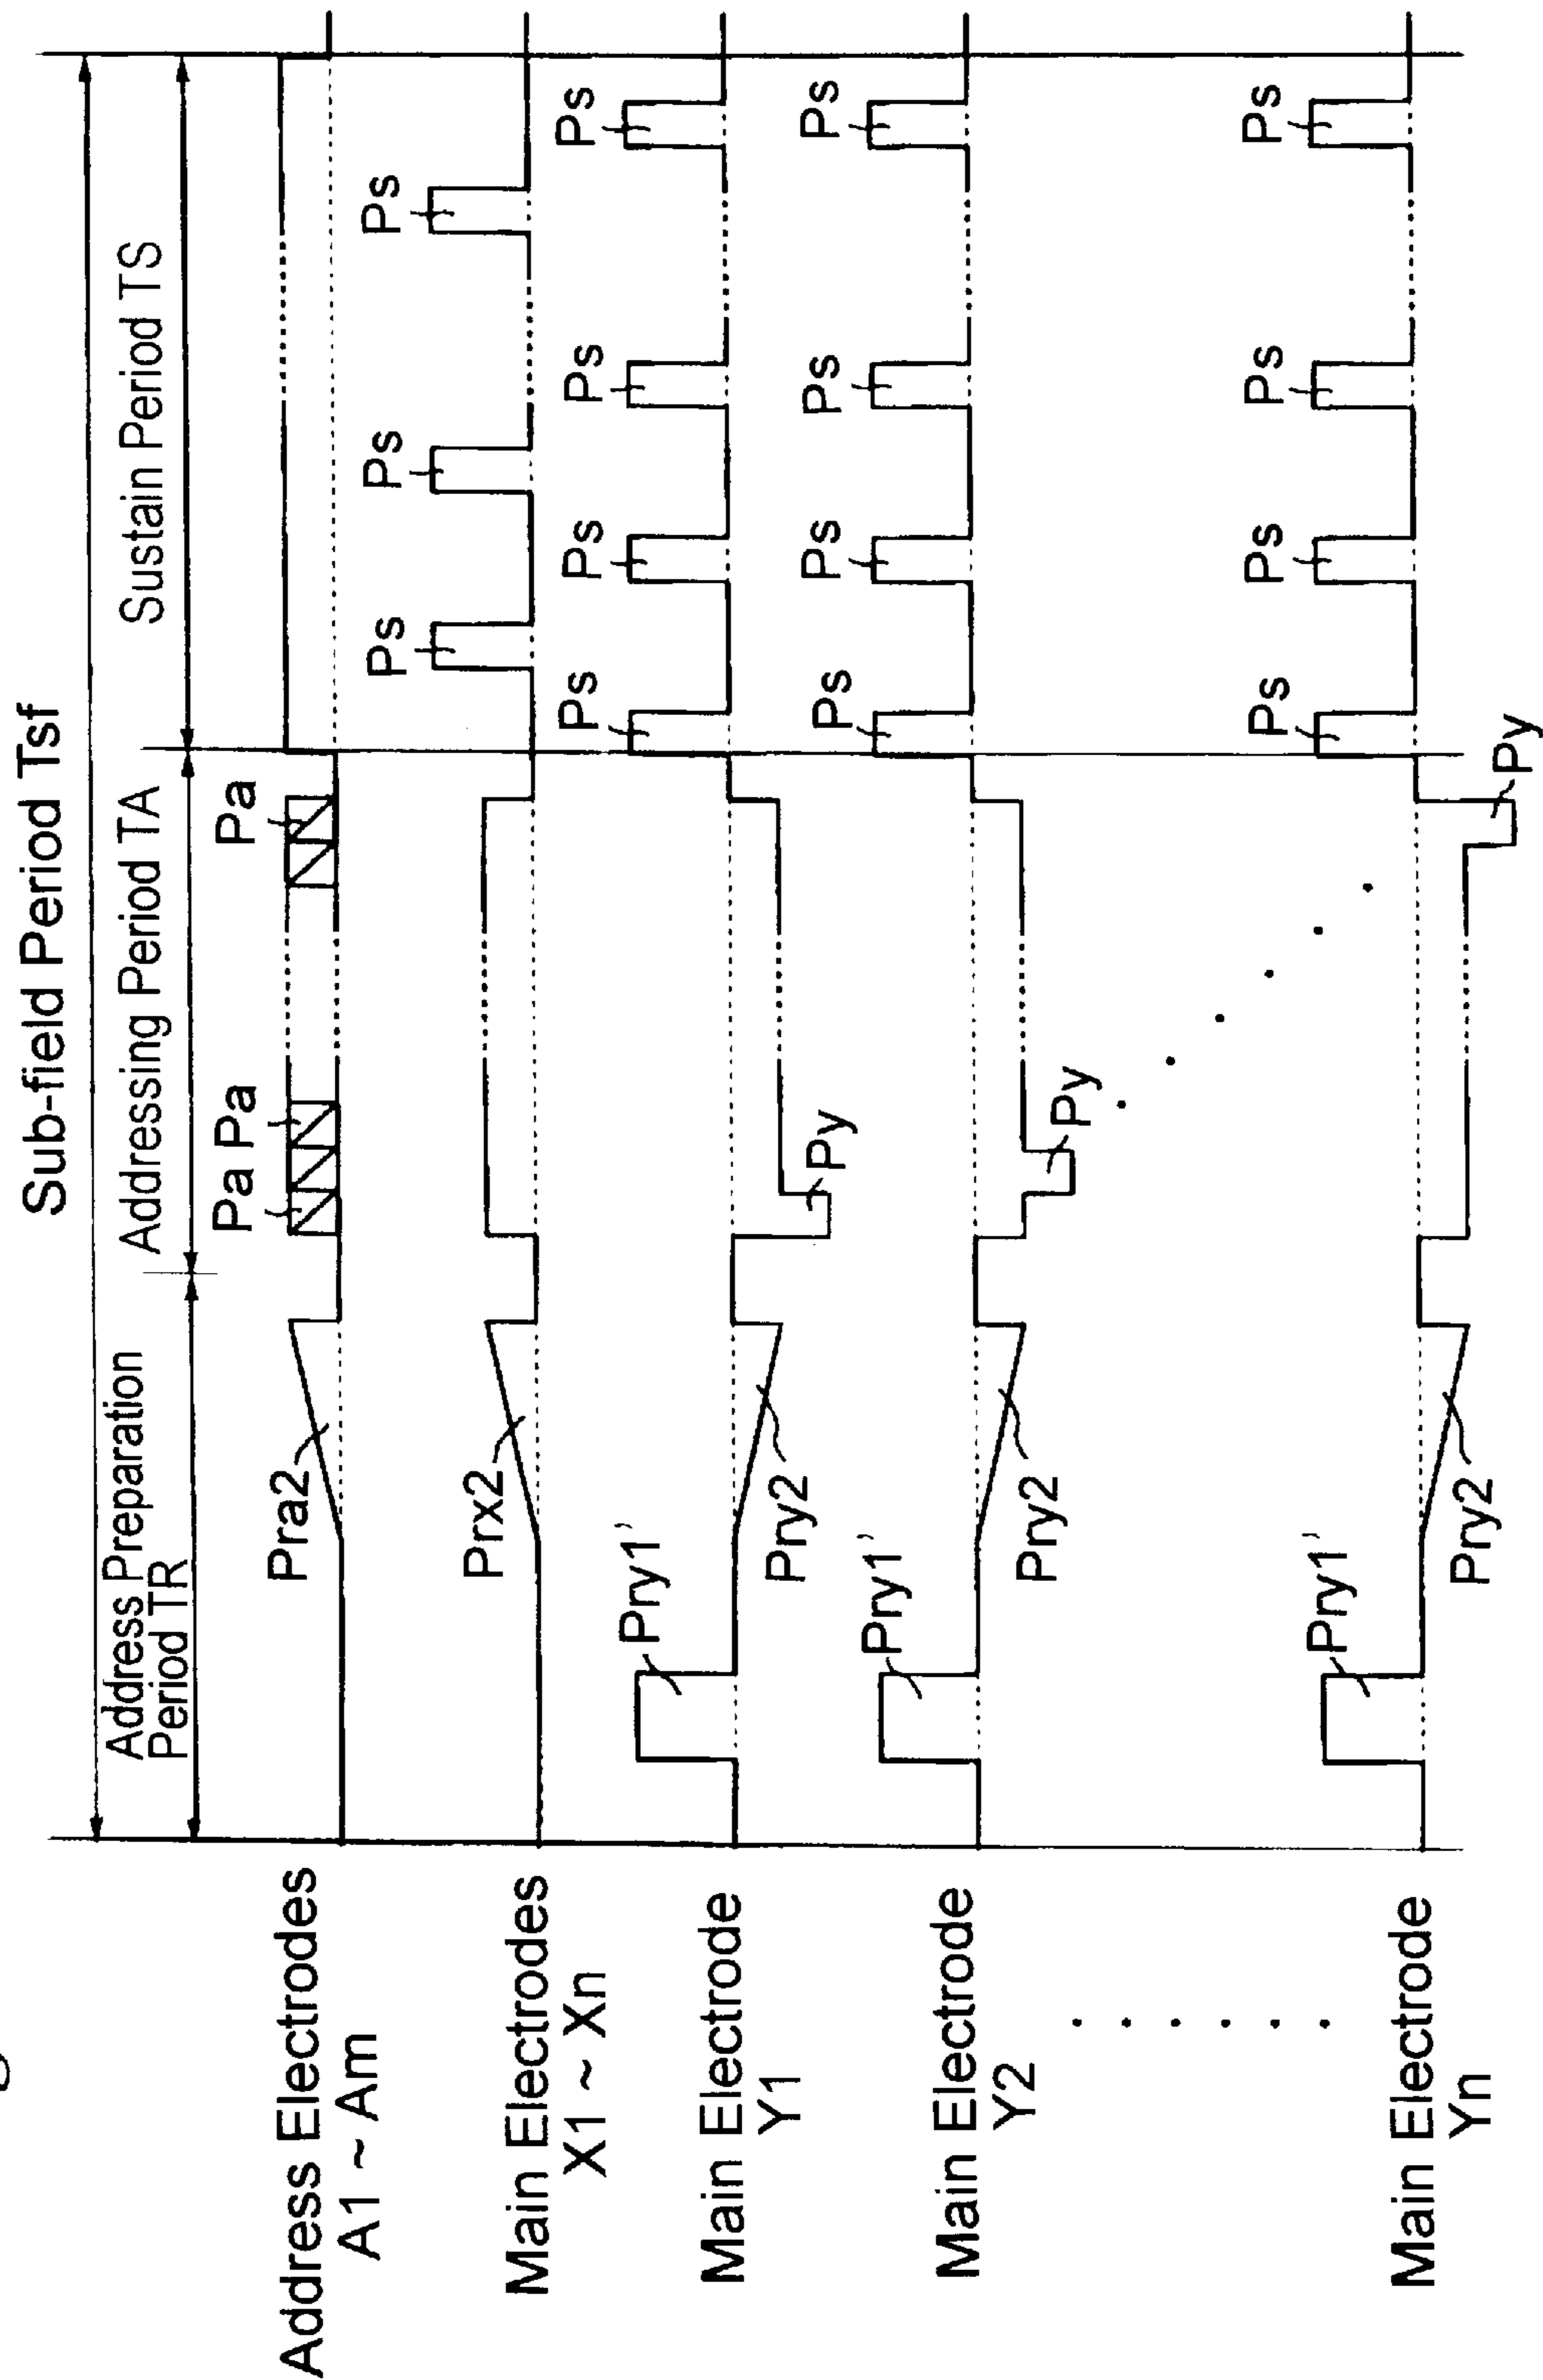 Sub-field Period Tsf
Address Preparation
Period TR
Addressing Period TA
Sustain Period TS
Address Electrodes
A1 ~ Am
Pra2
Pa Pa
Pa
Main Electrodes
X1 ~ Xn
Prx2
Ps
Ps
Ps
Main Electrode
Y1
Pry1'
Pry2
Py
Ps
Ps
Ps
Ps
Main Electrode
Y2
Pry1'
Pry2
Py
Ps
Ps
Ps
Ps
Main Electrode
Yn
Pry1'
Pry2
Py
Ps
Ps
Ps
Ps